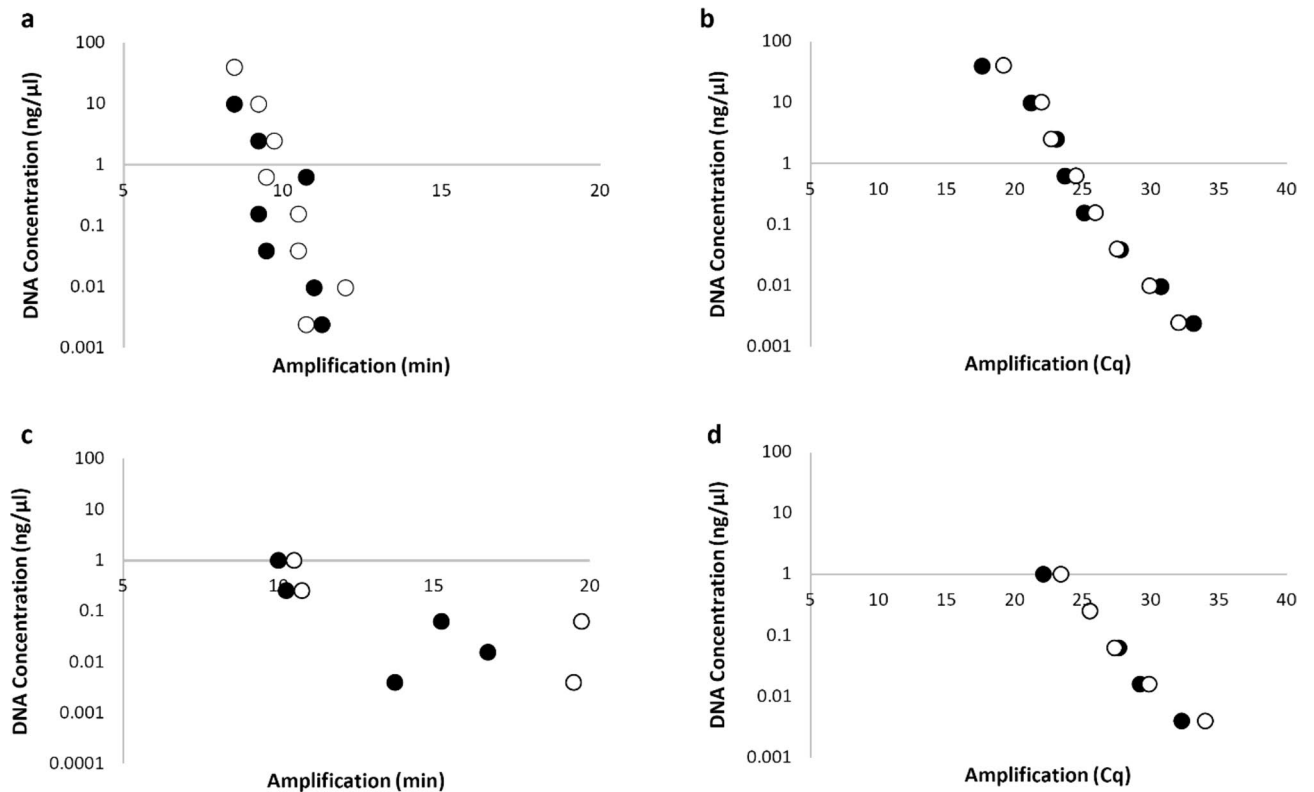 a
DNA Concentration (ng/µl)
100
10
1
0.1
0.01
0.001
5 10 15 20
Amplification (min)
b
DNA Concentration (ng/µl)
100
10
1
0.1
0.01
0.001
5 10 15 20 25 30 35 40
Amplification (Cq)
c
DNA Concentration (ng/µl)
100
10
1
0.1
0.01
0.001
0.0001
5 10 15 20
Amplification (min)
d
DNA Concentration (ng/µl)
100
10
1
0.1
0.01
0.001
5 10 15 20 25 30 35 40
Amplification (Cq)